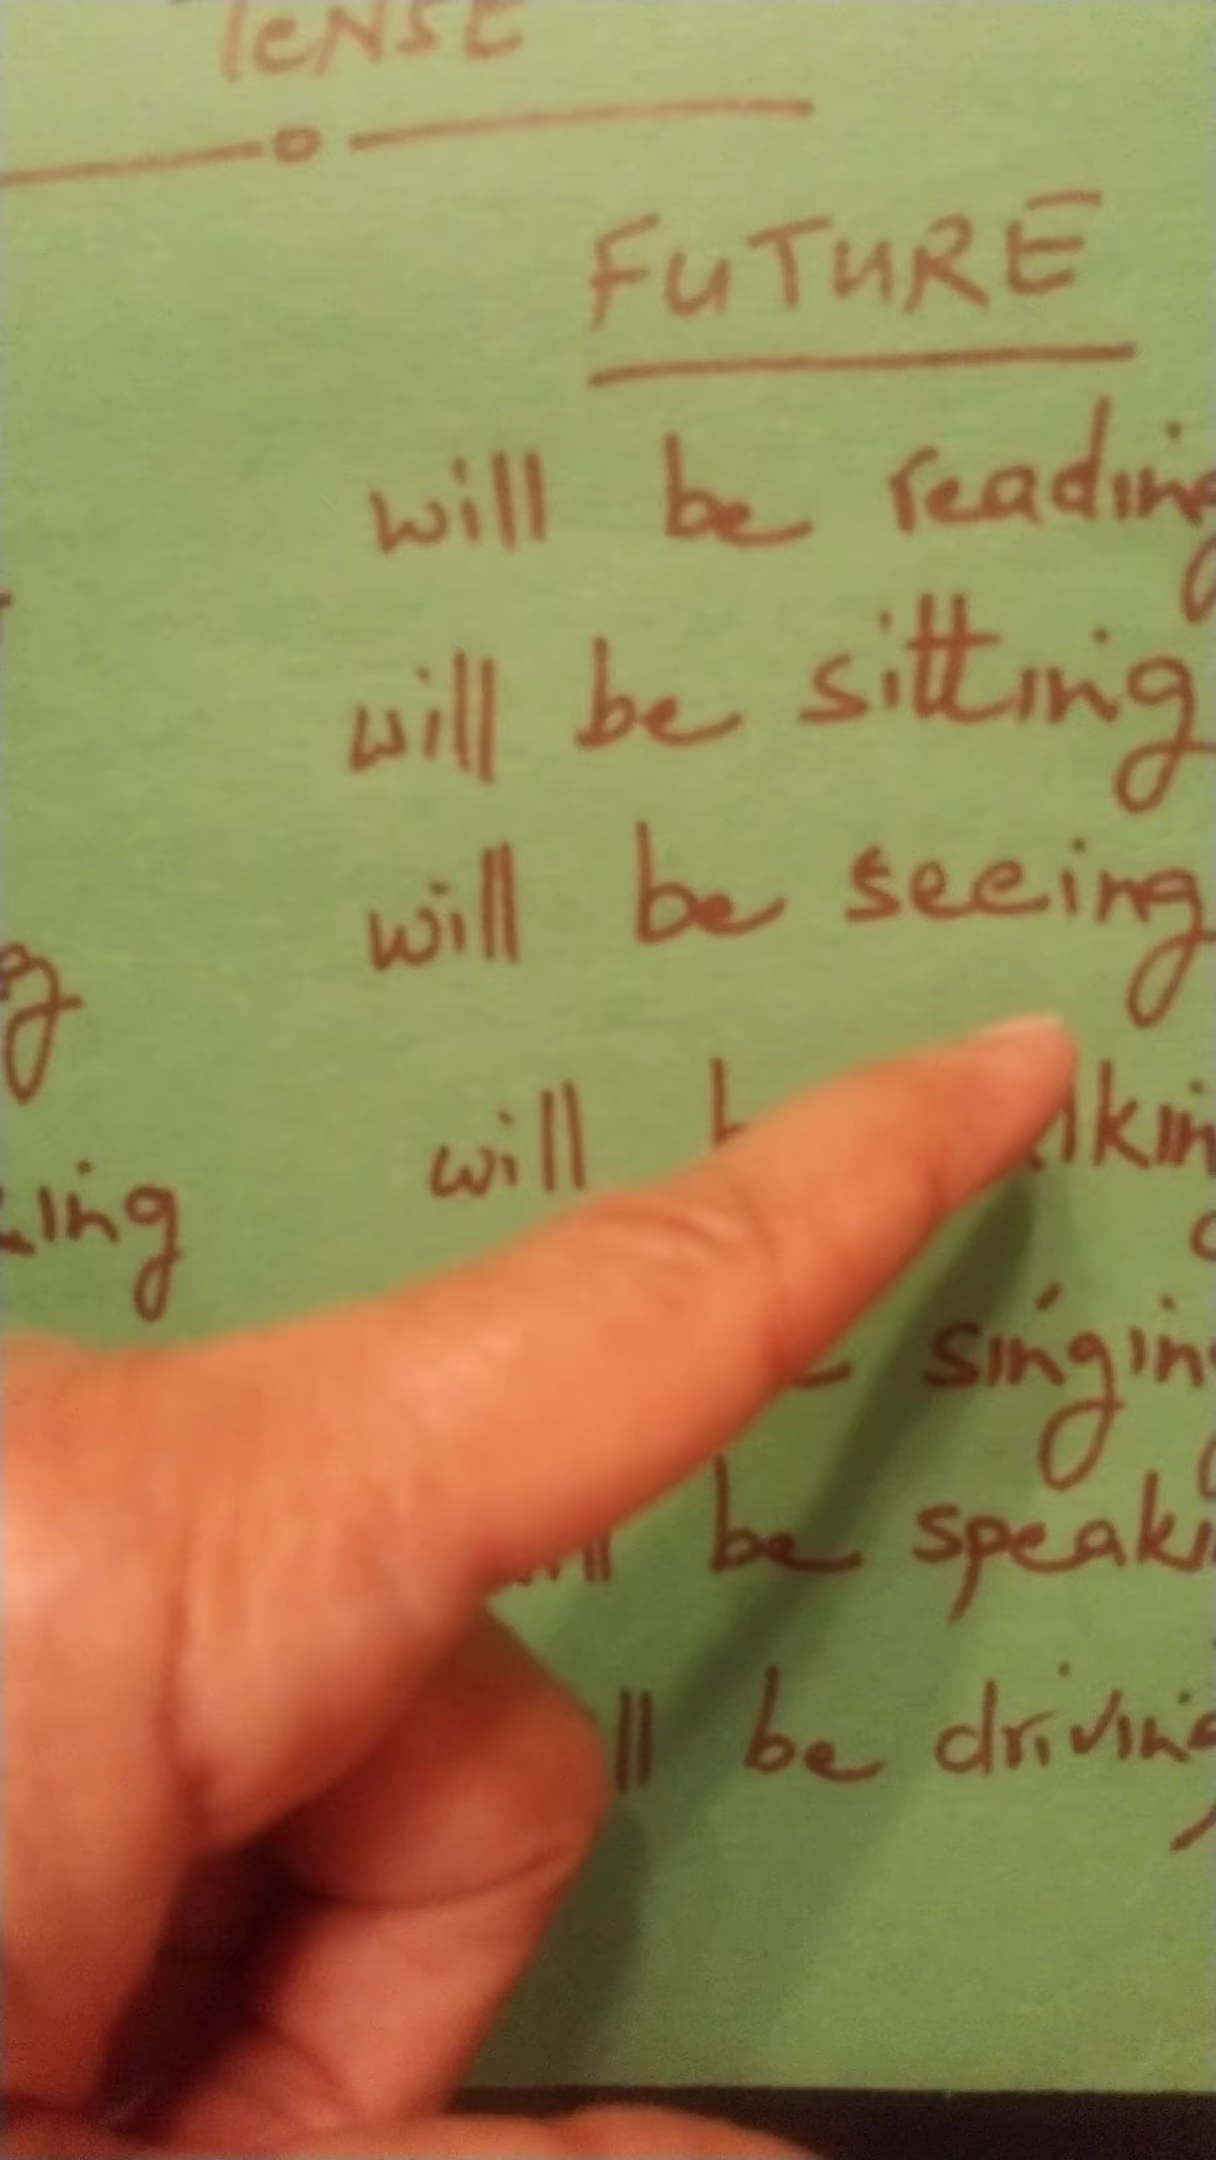 TENSE
FUTURE
will be reading
will be sitting
will be seeing
will
singing
be speaki
be driving